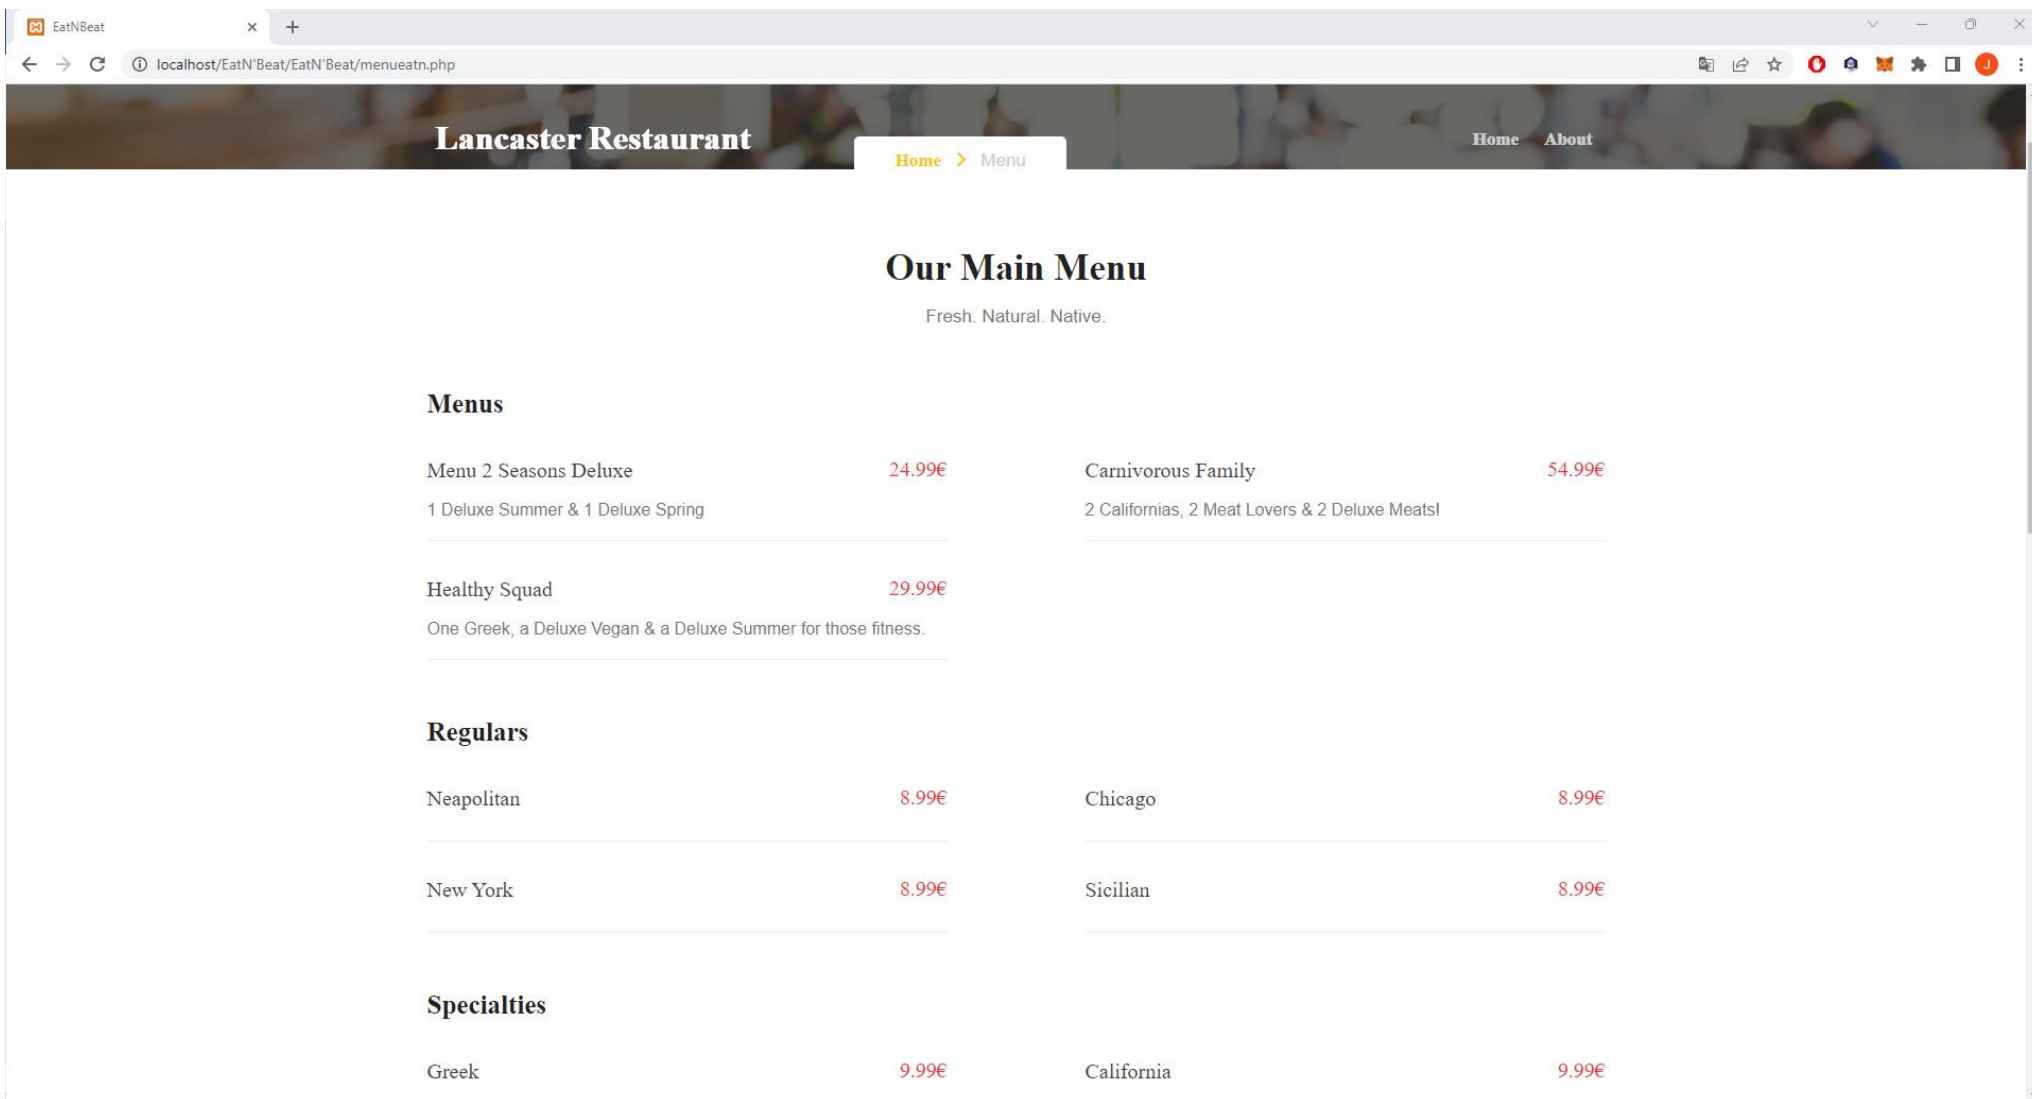 EatNBeat
localhost/EatN'Beat/EatN'Beat/menueatn.php
J
Lancaster Restaurant
Home About
Home > Menu
Our Main Menu
Fresh. Natural. Native.
Menus
Menu 2 Seasons Deluxe 24.99€
1 Deluxe Summer & 1 Deluxe Spring
Carnivorous Family 54.99€
2 Californias, 2 Meat Lovers & 2 Deluxe Meats!
Healthy Squad 29.99€
One Greek, a Deluxe Vegan & a Deluxe Summer for those fitness.
Regulars
Neapolitan 8.99€
Chicago 8.99€
New York 8.99€
Sicilian 8.99€
Specialties
Greek 9.99€
California 9.99€